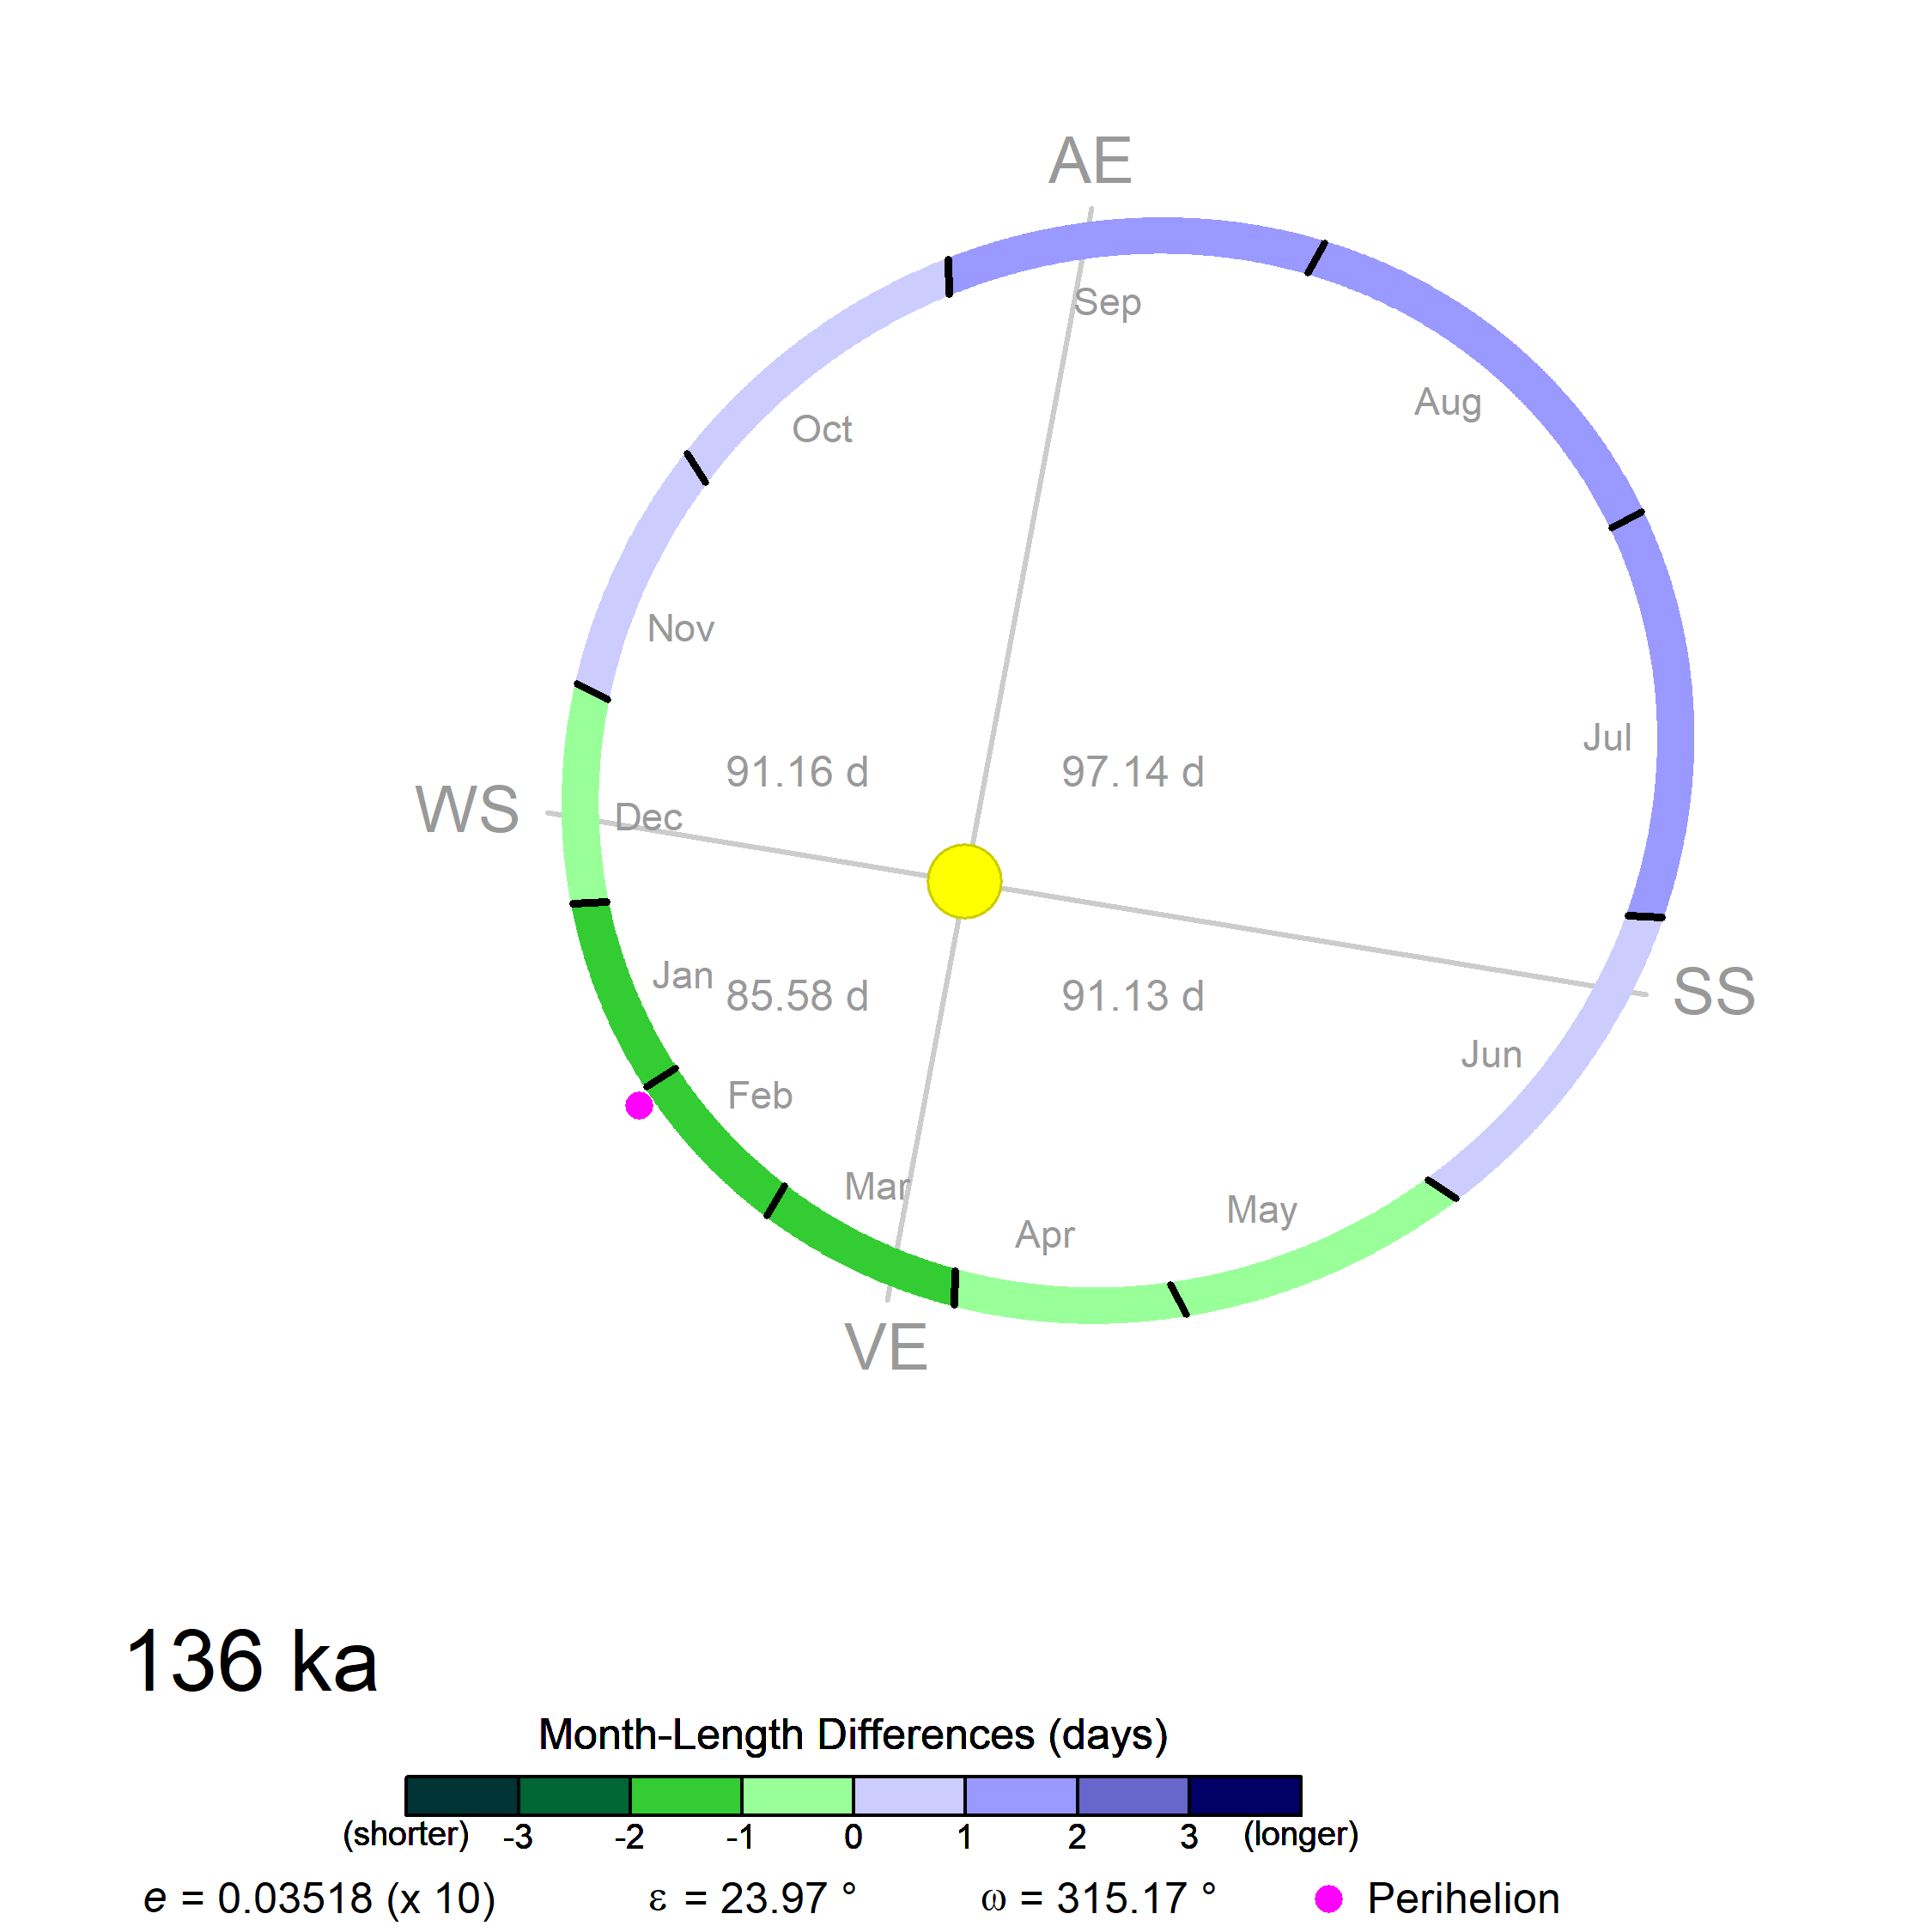 AE
Sep
Aug
Oct
Nov
Jul
91.16 d
97.14 d
WS
Dec
Jan
85.58 d
91.13 d
SS
Jun
Feb
Mar
May
Apr
VE
136 ka
Month-Length Differences (days)
(shorter) -3 -2 -1 0 1 2 3 (longer)
e = 0.03518 (x 10) ε = 23.97 ° ω = 315.17 ° Perihelion